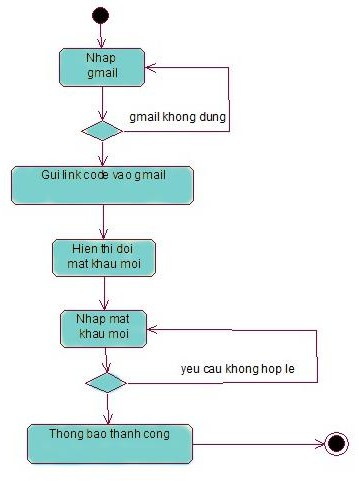 Nhap
gmail
gmail khong dung
Gui link code vao gmail
Hien thi doi
mat khau moi
Nhap mat
khau moi
yeu cau khong hop le
Thong bao thanh cong